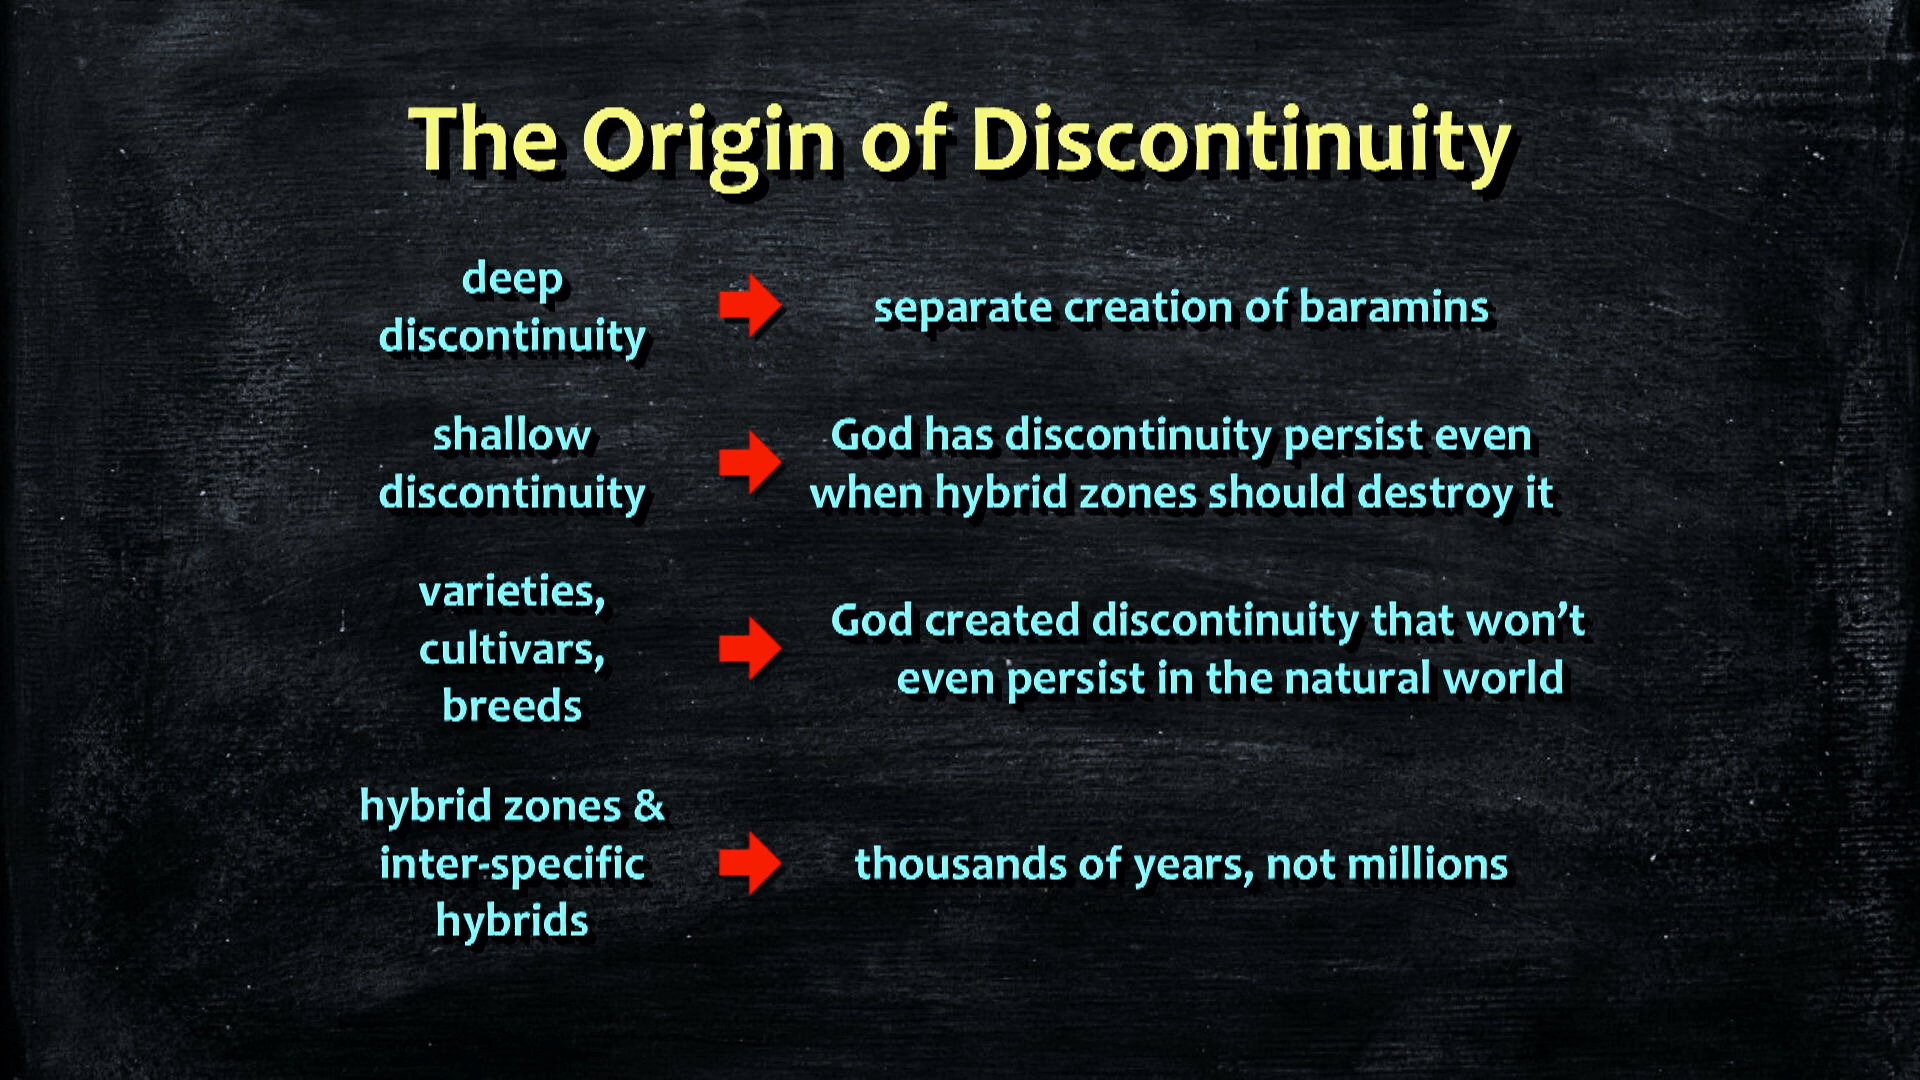 The Origin of Discontinuity
deep
discontinuity
separate creation of baramins
shallow
discontinuity
God has discontinuity persist even
when hybrid zones should destroy it
varieties,
cultivars,
breeds
God created discontinuity that won’t
even persist in the natural world
hybrid zones &
inter-specific
hybrids
thousands of years, not millions